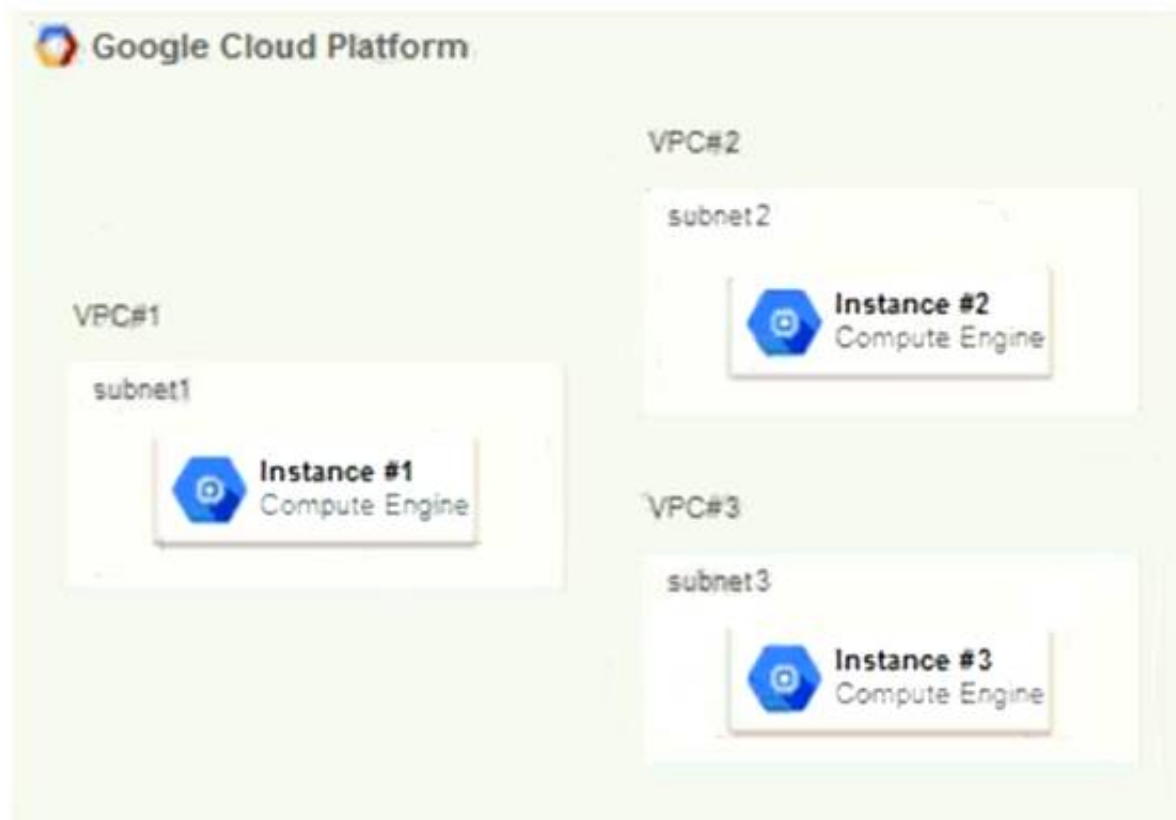 Google Cloud Platform
VPC#1
subnet1
Instance #1
Compute Engine
VPC#2
subnet2
Instance #2
Compute Engine
VPC#3
subnet3
Instance #3
Compute Engine